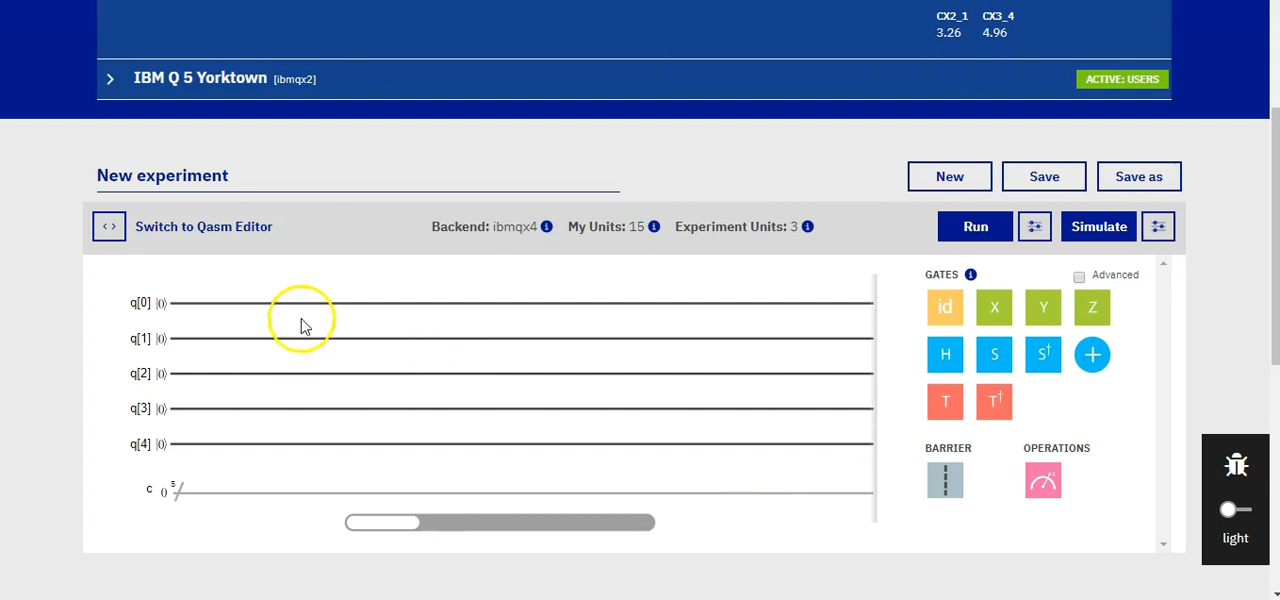 CX2_1 CX3_4
3.26 4.96
IBM Q 5 Yorktown [ibmqx2] ACTIVE: USERS
New experiment New Save Save as
Switch to Qasm Editor Backend: ibmqx4 My Units: 15 Experiment Units: 3 Run Simulate
GATES Advanced
q[0] |0⟩ id X Y Z
q[1] |0⟩ H S S† +
q[2] |0⟩
q[3] |0⟩ T T†
q[4] |0⟩ BARRIER OPERATIONS
c 0 5 z
light